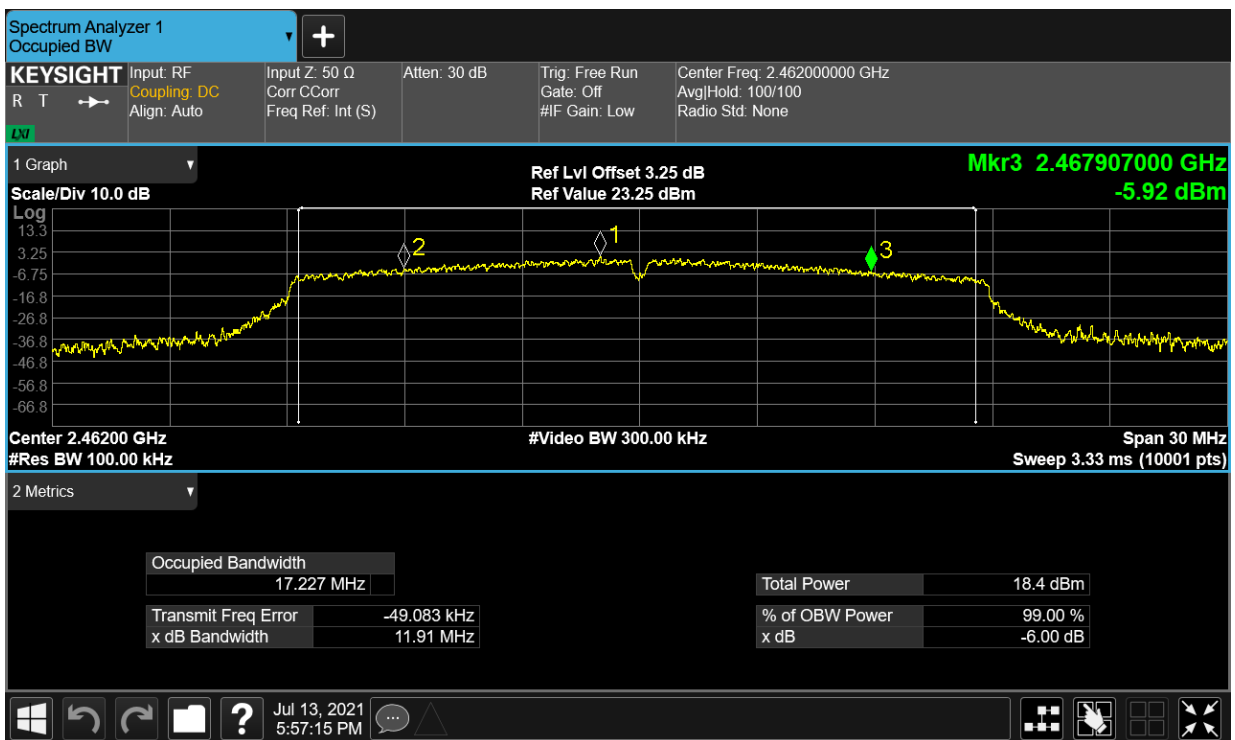 Spectrum Analyzer 1
Occupied BW
KEYSIGHT
R T
LXI
Input: RF
Coupling: DC
Align: Auto
Input Z: 50 Ω
Corr CCorr
Freq Ref: Int (S)
Atten: 30 dB
Trig: Free Run
Gate: Off
#IF Gain: Low
Center Freq: 2.462000000 GHz
Avg|Hold: 100/100
Radio Std: None
1 Graph
Scale/Div 10.0 dB
Ref Lvl Offset 3.25 dB
Ref Value 23.25 dBm
Mkr3 2.467907000 GHz
-5.92 dBm
Log
13.3
3.25
-6.75
-16.8
-26.8
-36.8
-46.8
-56.8
-66.8
2
1
3
Center 2.46200 GHz
#Res BW 100.00 kHz
#Video BW 300.00 kHz
Span 30 MHz
Sweep 3.33 ms (10001 pts)
2 Metrics
Occupied Bandwidth
17.227 MHz
Transmit Freq Error -49.083 kHz
x dB Bandwidth 11.91 MHz
Total Power 18.4 dBm
% of OBW Power 99.00 %
x dB -6.00 dB
?
Jul 13, 2021
5:57:15 PM